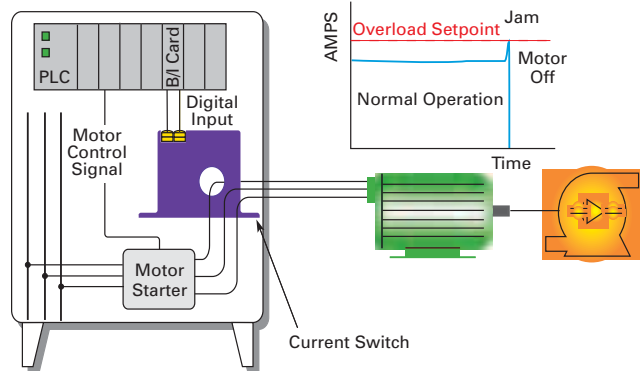 PLC
B/I Card
Digital
Input
Motor
Control
Signal
Motor
Starter
Current Switch
AMPS
Overload Setpoint
Jam
Motor
Off
Normal Operation
Time